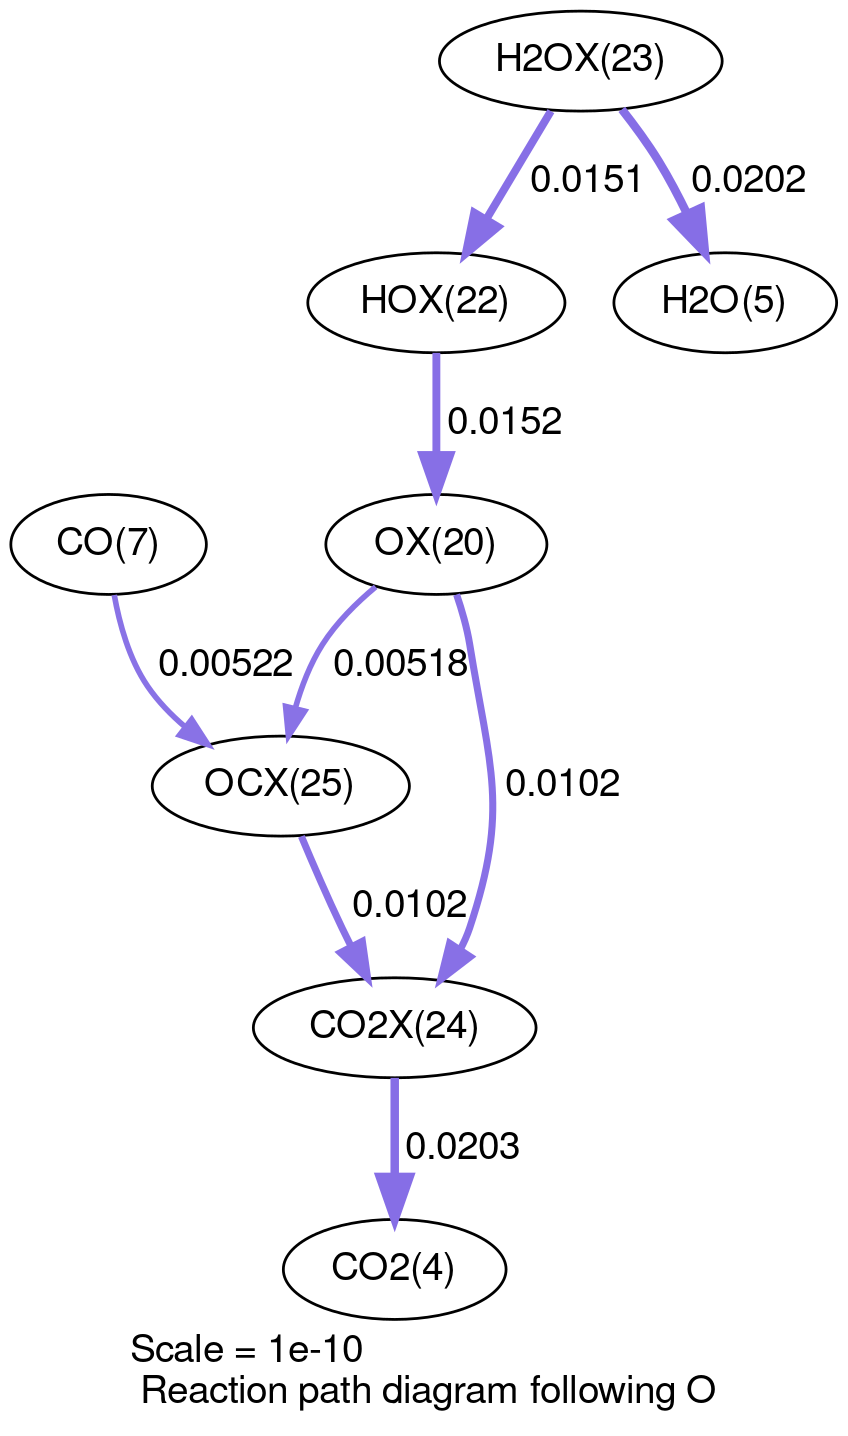 H2OX(23)
0.0151
0.0202
HOX(22)
H2O(5)
0.0152
CO(7)
OX(20)
0.00522
0.00518
OCX(25)
0.0102
0.0102
CO2X(24)
0.0203
CO2(4)
Scale = 1e-10
Reaction path diagram following O